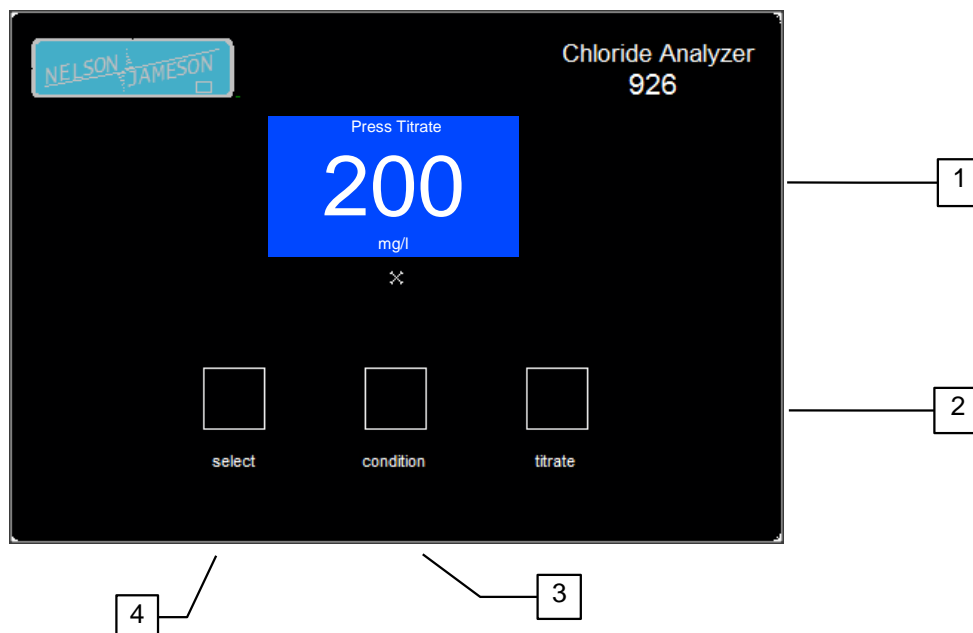 NELSON JAMESON
Chloride Analyzer
926
Press Titrate
200
mg/l
1
select
condition
titrate
2
3
4